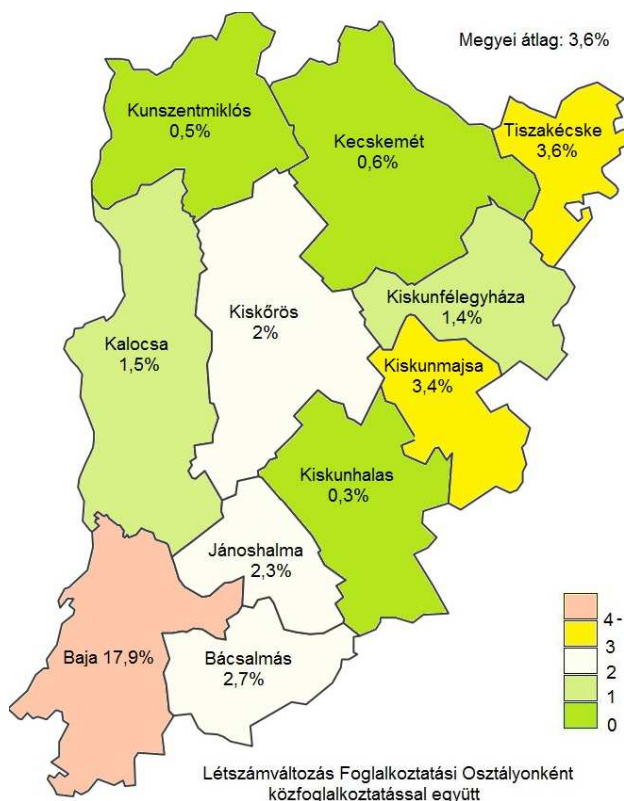 Megyei átlag: 3,6%
Kunszentmiklós
0,5%
Kecskemét
0,6%
Tiszakécske
3,6%
Kiskunfélegyháza
1,4%
Kiskőrös
2%
Kalocsa
1,5%
Kiskunmajsa
3,4%
Kiskunhalas
0,3%
Jánoshalma
2,3%
Baja 17,9%
Bácsalmás
2,7%
4-
3
2
1
0
Létszámváltozás Foglalkoztatási Osztályonként
közfoglalkoztatással együtt